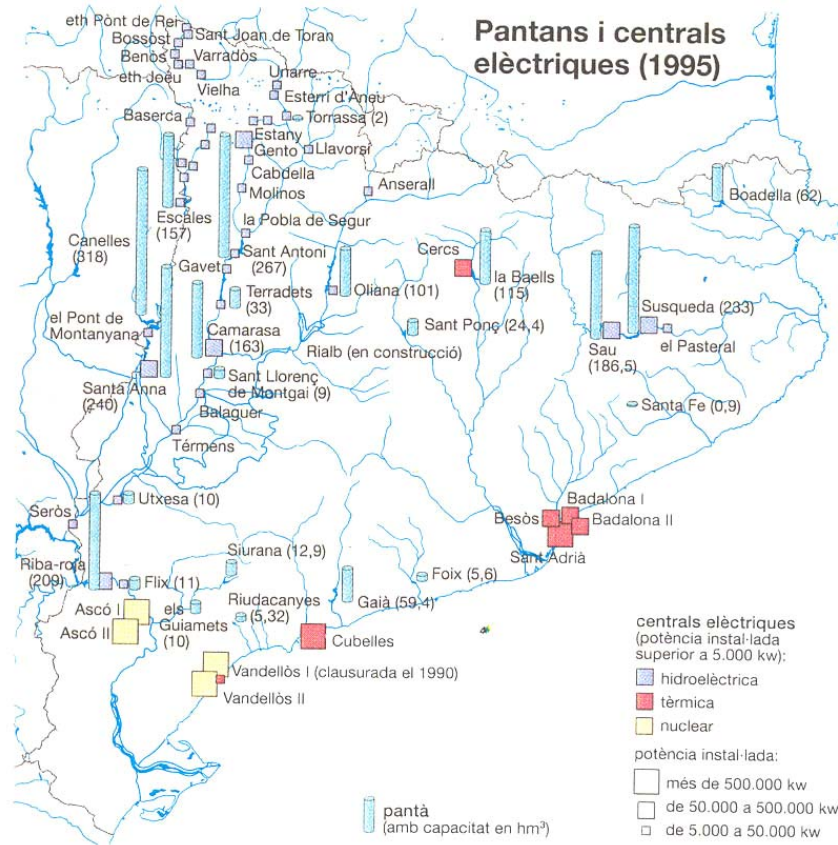 Pantans i centrals
elèctriques (1995)
eth Pònt de Rei
Sant Joan de Toran
Bossòst
Benòs
Varradòs
eth Joèu
Vielha
Unarre
Esterri d'Àneu
Baserca
Torrassa (2)
Estany
Gento
Llavorsí
Cabdella
Molinos
Anserall
Boadella (62)
Escales
(157)
la Pobla de Segur
Canelles
(318)
Sant Antoni
(267)
Gavet
Cercs
la Baells
(115)
Oliana (101)
Terradets
(33)
Susqueda (233)
el Pont de
Montanyana
Camarasa
(163)
Sant Ponç (24,4)
el Pasteral
Sau
(186,5)
Rialb (en construcció)
Santa Anna
(240)
Sant Llorenç
de Montgai (9)
Santa Fe (0,9)
Balaguer
Térmens
Utxesa (10)
Seròs
Badalona I
Besòs
Badalona II
Sant Adrià
Siurana (12,9)
Riba-roja
(209)
Flix (11)
Foix (5,6)
Riudacanyes
(5,32)
Gaià (59,4)
Ascó I
els
Guiamets
(10)
Ascó II
Cubelles
Vandellòs I (clausurada el 1990)
Vandellòs II
centrals elèctriques
(potència instal·lada
superior a 5.000 kw):
hidroelèctrica
tèrmica
nuclear
potència instal·lada:
més de 500.000 kw
de 50.000 a 500.000 kw
de 5.000 a 50.000 kw
pantà
(amb capacitat en hm³)